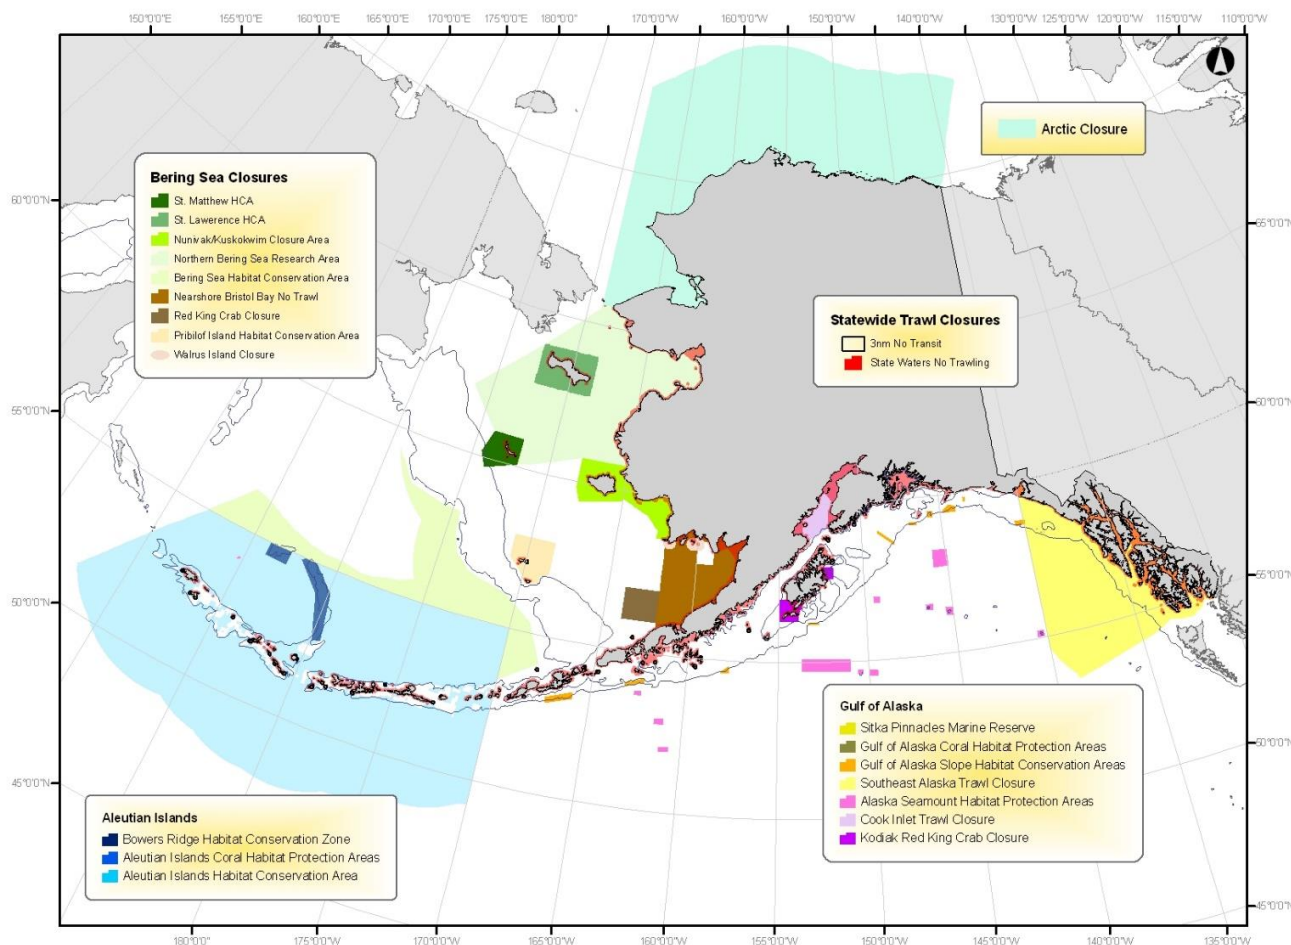 150°0'0"W 155°0'0"W 160°0'0"W 165°0'0"W 170°0'0"W 175°0'0"W 180°0'0" 170°0'0"W 160°0'0"W 150°0'0"W 140°0'0"W 130°0'0"W 125°0'0"W 120°0'0"W 115°0'0"W 110°0'0"W
Arctic Closure
Bering Sea Closures
St. Matthew HCA
St. Lawerence HCA
Nunivak/Kuskokwim Closure Area
Northern Bering Sea Research Area
Bering Sea Habitat Conservation Area
Nearshore Bristol Bay No Trawl
Red King Crab Closure
Pribilof Island Habitat Conservation Area
Walrus Island Closure
60°0'0"N
65°0'0"N
Statewide Trawl Closures
3nm No Transit
State Waters No Trawling
55°0'0"N
60°0'0"N
50°0'0"N
55°0'0"N
Gulf of Alaska
Sitka Pinnacles Marine Reserve
Gulf of Alaska Coral Habitat Protection Areas
Gulf of Alaska Slope Habitat Conservation Areas
Southeast Alaska Trawl Closure
Alaska Seamount Habitat Protection Areas
Cook Inlet Trawl Closure
Kodiak Red King Crab Closure
50°0'0"N
45°0'0"N
Aleutian Islands
Bowers Ridge Habitat Conservation Zone
Aleutian Islands Coral Habitat Protection Areas
Aleutian Islands Habitat Conservation Area
45°0'0"N
180°0'0" 175°0'0"W 170°0'0"W 165°0'0"W 160°0'0"W 155°0'0"W 150°0'0"W 145°0'0"W 140°0'0"W 135°0'0"W